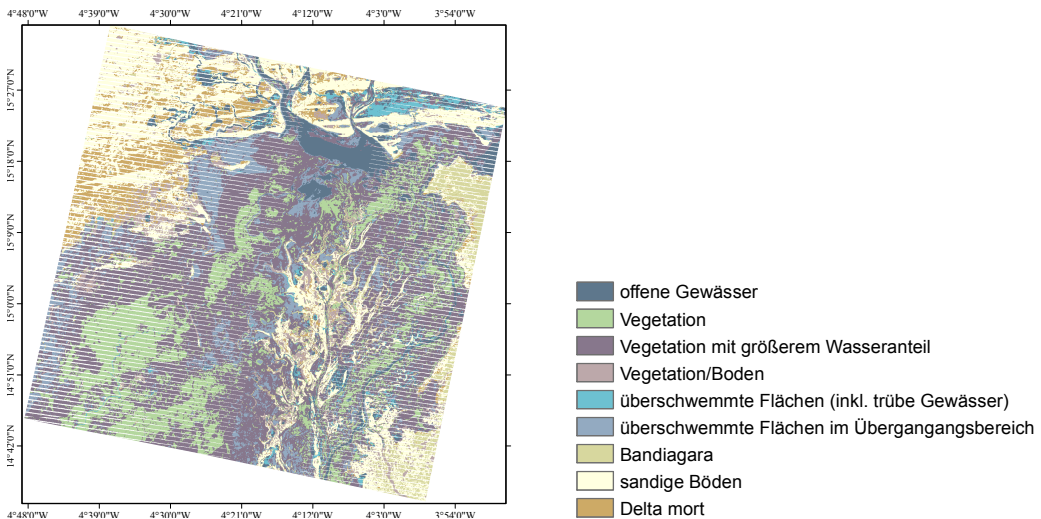 4°48'0"W 4°39'0"W 4°30'0"W 4°21'0"W 4°12'0"W 4°3'0"W 3°54'0"W
15°27'0"N
15°18'0"N
15°9'0"N
15°0'0"N
14°51'0"N
14°42'0"N
4°48'0"W 4°39'0"W 4°30'0"W 4°21'0"W 4°12'0"W 4°3'0"W 3°54'0"W
offene Gewässer
Vegetation
Vegetation mit größerem Wasseranteil
Vegetation/Boden
überschwemmte Flächen (inkl. trübe Gewässer)
überschwemmte Flächen im Übergangangsbereich
Bandiagara
sandige Böden
Delta mort